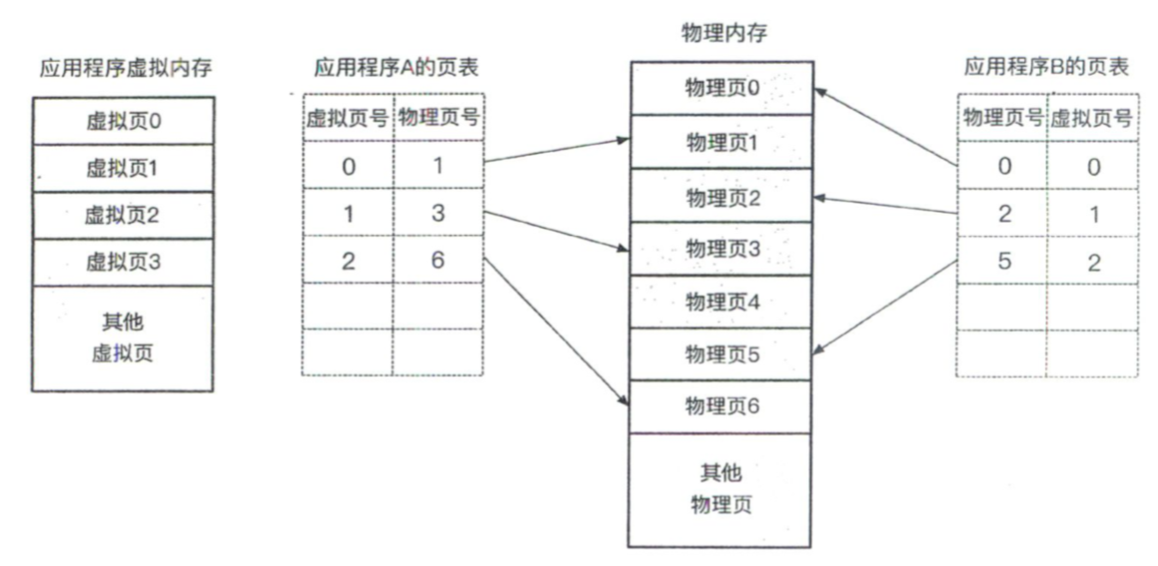 应用程序虚拟内存
虚拟页0
虚拟页1
虚拟页2
虚拟页3
其他
虚拟页
应用程序A的页表
虚拟页号 物理页号
0 1
1 3
2 6
物理内存
物理页0
物理页1
物理页2
物理页3
物理页4
物理页5
物理页6
其他
物理页
应用程序B的页表
物理页号 虚拟页号
0 0
2 1
5 2